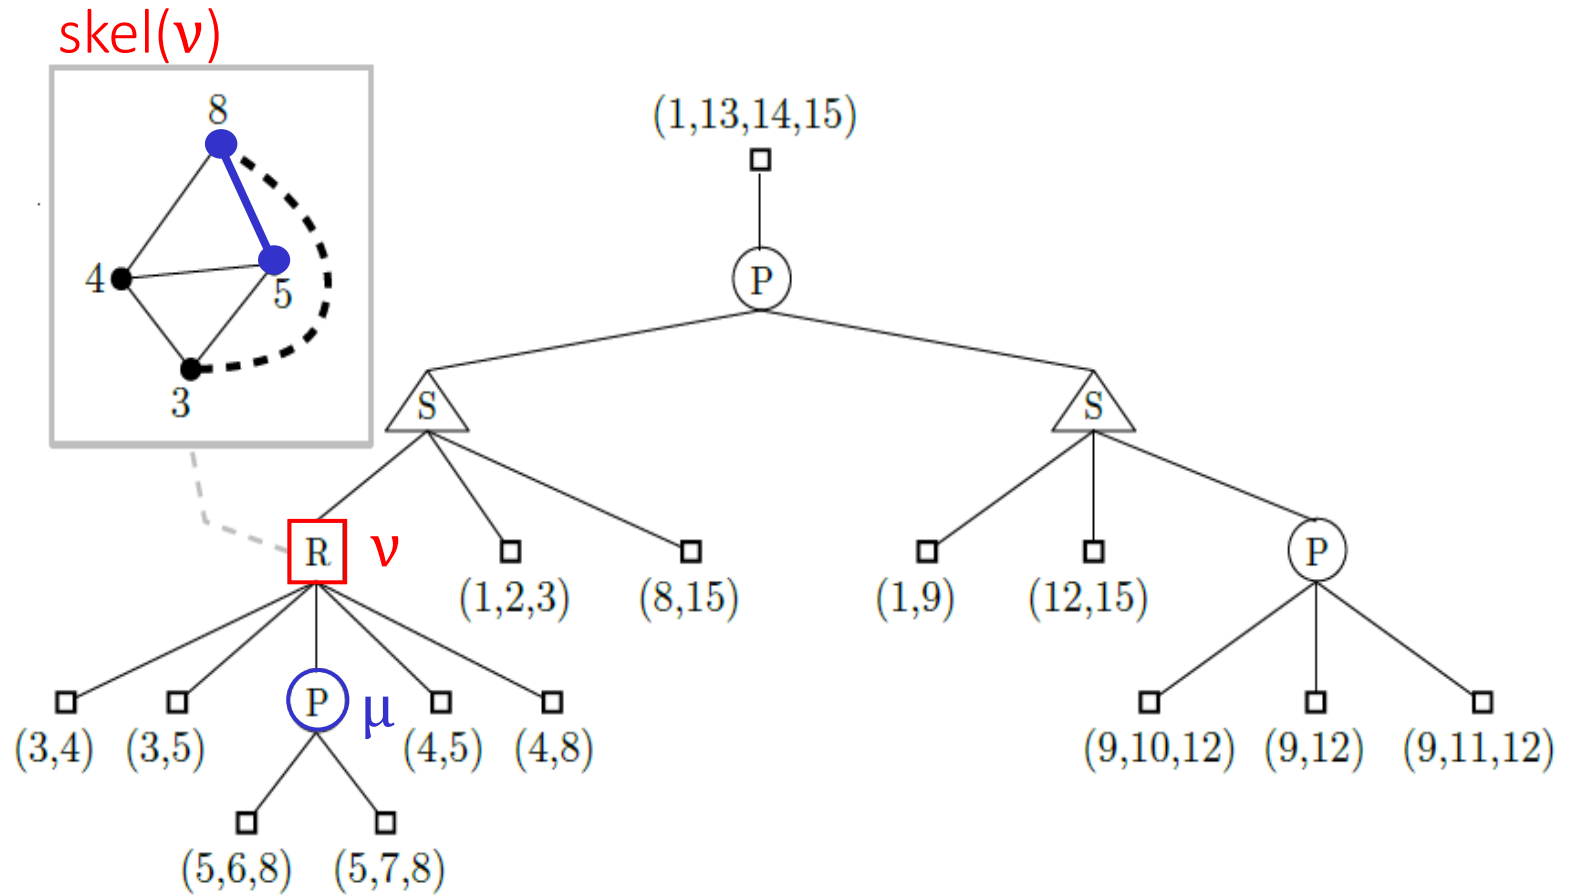 skel(ν)
8
(1,13,14,15)
4
5
P
3
S
S
R
ν
P
(1,2,3)
(8,15)
(1,9)
(12,15)
P
μ
(3,4)
(3,5)
(4,5)
(4,8)
(9,10,12)
(9,12)
(9,11,12)
(5,6,8)
(5,7,8)